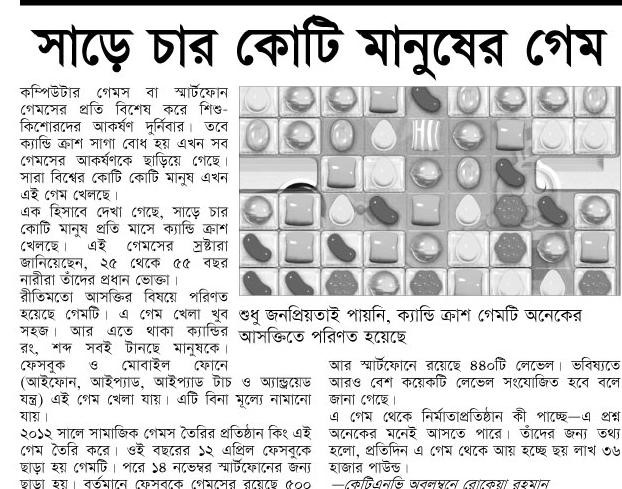 সাড়ে চার কোটি মানুষের গেম
কম্পিউটার গেমস বা স্মার্টফোন
গেমসের প্রতি বিশেষ করে শিশু-
কিশোরদের আকর্ষণ দুর্নিবার। তবে
ক্যান্ডি ক্রাশ সাগা বোধ হয় এখন সব
গেমসের আকর্ষণকে ছাড়িয়ে গেছে।
সারা বিশ্বের কোটি কোটি মানুষ এখন
এই গেম খেলছে।
এক হিসাবে দেখা গেছে, সাড়ে চার
কোটি মানুষ প্রতি মাসে ক্যান্ডি ক্রাশ
খেলছে। এই গেমসের স্রষ্টারা
জানিয়েছেন, ২৫ থেকে ৫৫ বছর
নারীরা তাঁদের প্রধান ভোক্তা।
রীতিমতো আসক্তির বিষয়ে পরিণত
হয়েছে গেমটি। এ গেম খেলা খুব
সহজ। আর এতে থাকা ক্যান্ডির
রং, শব্দ সবই টানছে মানুষকে।
ফেসবুক ও মোবাইল ফোনে
(আইফোন, আইপ্যাড, আইপ্যাড টাচ ও অ্যান্ড্রয়েড
যন্ত্র) এই গেম খেলা যায়। এটি বিনা মূল্যে নামানো
যায়।
২০১২ সালে সামাজিক গেমস তৈরির প্রতিষ্ঠান কিং এই
গেম তৈরি করে। ওই বছরের ১২ এপ্রিল ফেসবুকে
ছাড়া হয় গেমটি। পরে ১৪ নভেম্বর স্মার্টফোনের জন্য
ছাড়া হয়। বর্তমানে ফেসবুক গেমসের রয়েছে ৫০০
শুধু জনপ্রিয়তাই পায়নি, ক্যান্ডি ক্রাশ গেমটি অনেকের
আসক্তিতে পরিণত হয়েছে
আর স্মার্টফোনে রয়েছে ৪৪০টি লেভেল। ভবিষ্যতে
আরও বেশ কয়েকটি লেভেল সংযোজিত হবে বলে
জানা গেছে।
এ গেম থেকে নির্মাতাপ্রতিষ্ঠান কী পাচ্ছে—এ প্রশ্ন
অনেকের মনেই আসতে পারে। তাঁদের জন্য তথ্য
হলো, প্রতিদিন এ গেম থেকে আয় হচ্ছে ছয় লাখ ৩৬
হাজার পাউন্ড।
—কেটিএনভি অবলম্বনে রোকেয়া রহমান